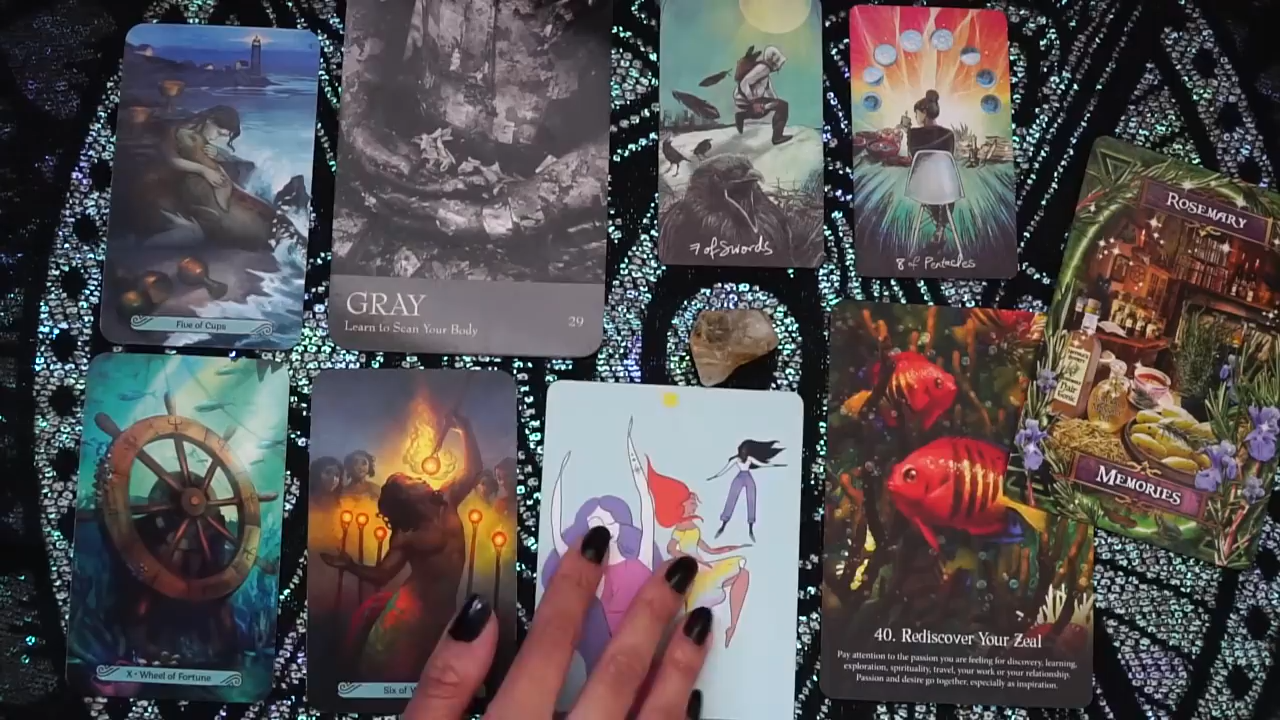 Five of Cups
GRAY
Learn to Scan Your Body
29
7 of Swords
8 of Pentacles
ROSEMARY
MEMORIES
X • Wheel of Fortune
Six of
40. Rediscover Your Zeal
Pay attention to the passion you are feeling for discovery, learning,
exploration, spirituality, travel, your work or your relationship.
Passion and desire go together, especially as inspiration.